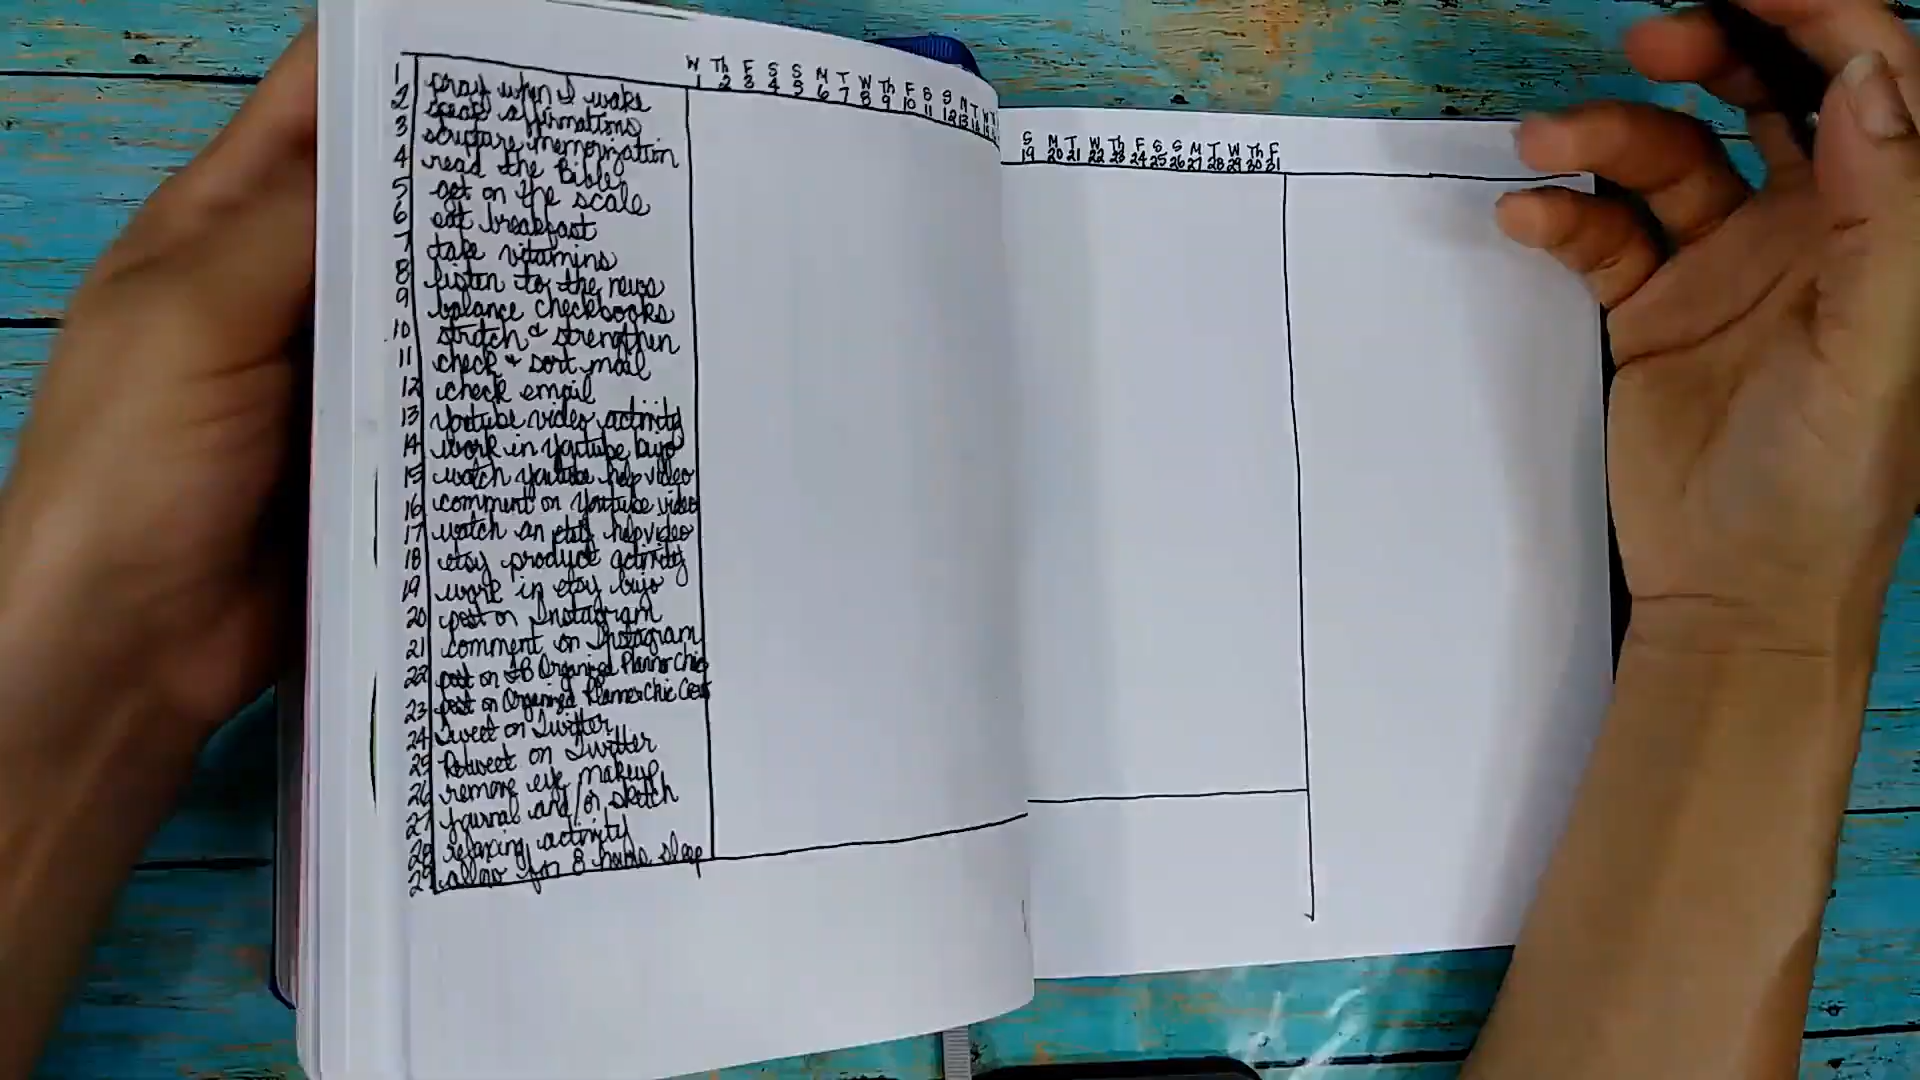 W Th F S S M T W Th F S S M T W
1 2 3 4 5 6 7 8 9 10 11 12 13 14 15
S M T W Th F S S M T W Th F
19 20 21 22 23 24 25 26 27 28 29 30 31
1 pray when I wake
2 speak affirmations
3 scripture memorization
4 read the Bible
5 get on the scale
6 eat breakfast
7 take vitamins
8 listen to the news
9 balance checkbooks
10 stretch & strengthen
11 check & sort mail
12 check email
13 youtube video activity
14 work in youtube bujo
15 watch youtube help video
16 comment on Youtube video
17 watch an etsy help video
18 etsy product activity
19 work in etsy bujo
20 post on Instagram
21 comment on Instagram
22 post on FB Organized Planner Chic
23 post on Organized Planner Chic Crew
24 Tweet on Twitter
25 Retweet on Twitter
26 remove eye makeup
27 journal and/or sketch
28 relaxing activity
29 allow for 8 hours sleep